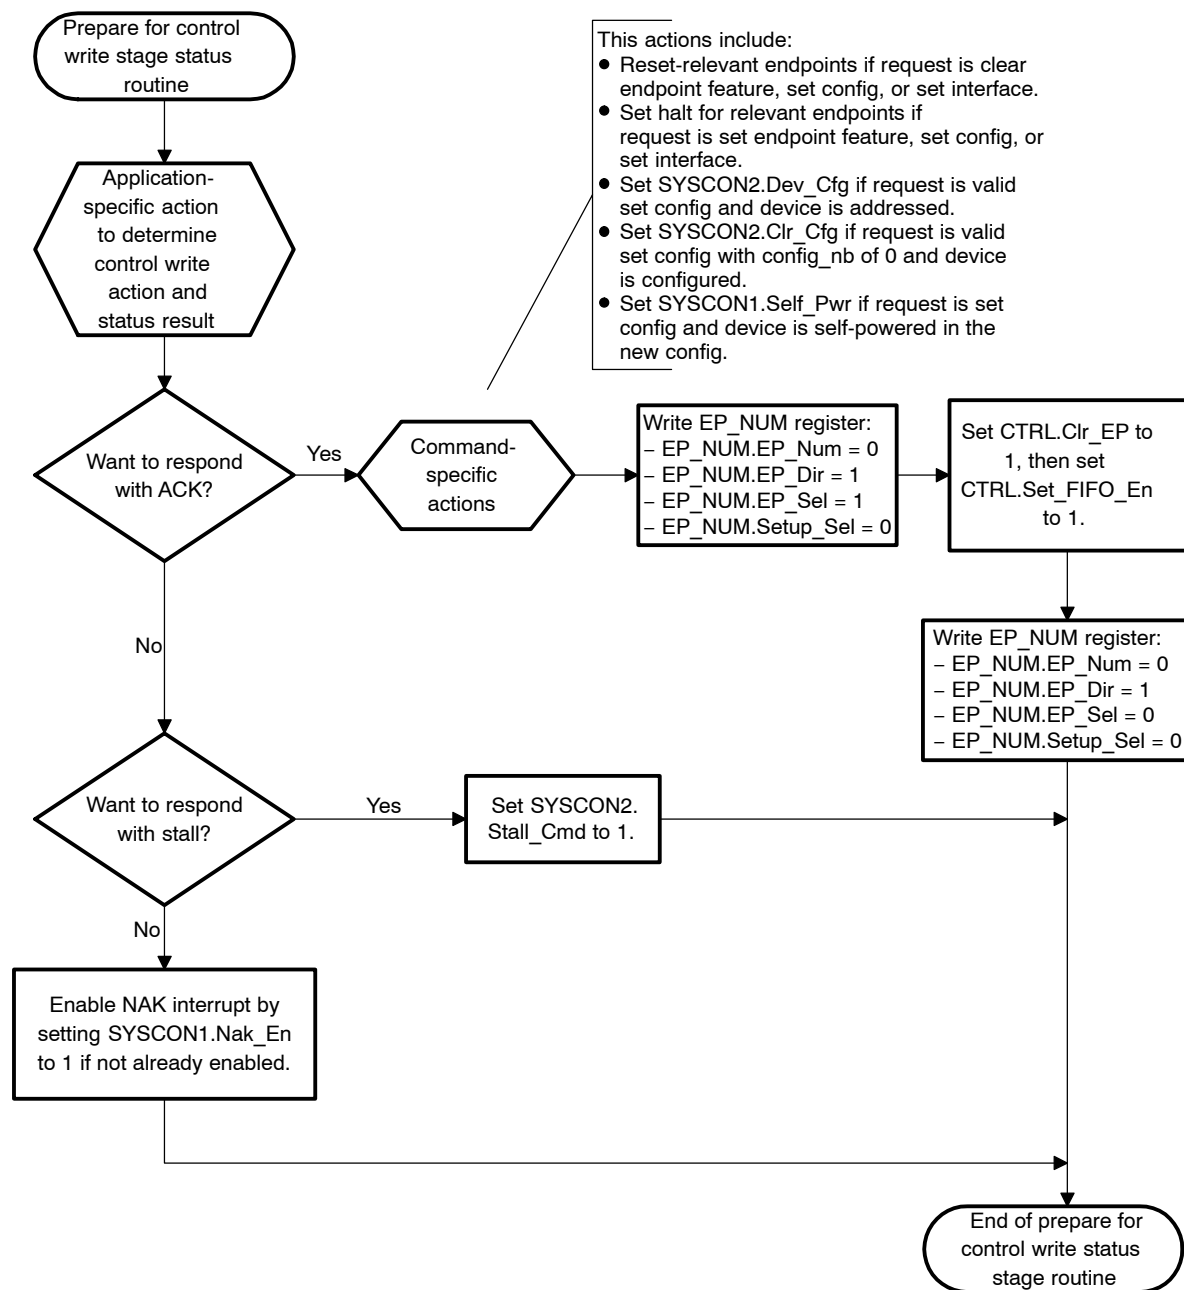 Prepare for control
write stage status
routine
This actions include:
● Reset-relevant endpoints if request is clear
endpoint feature, set config, or set interface.
● Set halt for relevant endpoints if
request is set endpoint feature, set config, or
set interface.
● Set SYSCON2.Dev_Cfg if request is valid
set config and device is addressed.
● Set SYSCON2.Clr_Cfg if request is valid
set config with config_nb of 0 and device
is configured.
● Set SYSCON1.Self_Pwr if request is set
config and device is self-powered in the
new config.
Application-
specific action
to determine
control write
action and
status result
Want to respond
with ACK?
Yes
Command-
specific
actions
Write EP_NUM register:
– EP_NUM.EP_Num = 0
– EP_NUM.EP_Dir = 1
– EP_NUM.EP_Sel = 1
– EP_NUM.Setup_Sel = 0
Set CTRL.Clr_EP to
1, then set
CTRL.Set_FIFO_En
to 1.
No
Write EP_NUM register:
– EP_NUM.EP_Num = 0
– EP_NUM.EP_Dir = 1
– EP_NUM.EP_Sel = 0
– EP_NUM.Setup_Sel = 0
Want to respond
with stall?
Yes
Set SYSCON2.
Stall_Cmd to 1.
No
Enable NAK interrupt by
setting SYSCON1.Nak_En
to 1 if not already enabled.
End of prepare for
control write status
stage routine